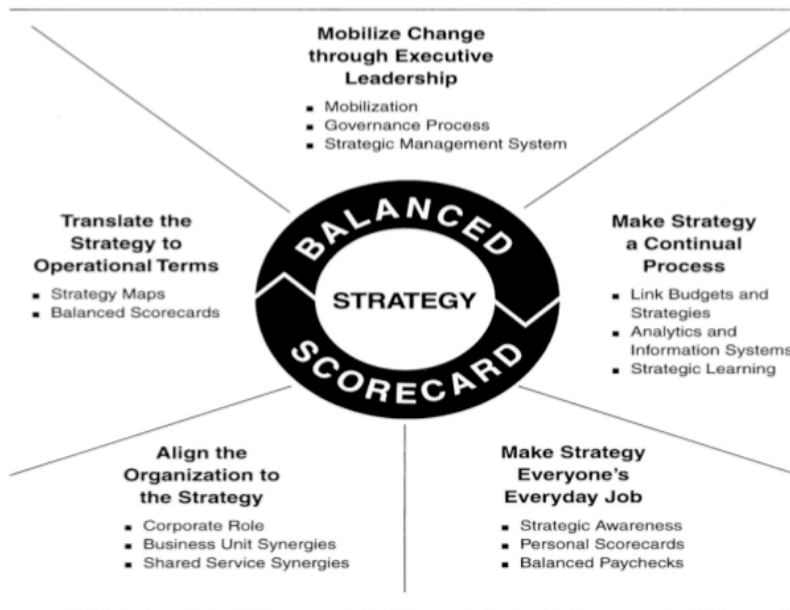 Mobilize Change
through Executive
Leadership
▪ Mobilization
▪ Governance Process
▪ Strategic Management System
Translate the
Strategy to
Operational Terms
▪ Strategy Maps
▪ Balanced Scorecards
BALANCED
STRATEGY
SCORECARD
Make Strategy
a Continual
Process
▪ Link Budgets and
Strategies
▪ Analytics and
Information Systems
▪ Strategic Learning
Align the
Organization to
the Strategy
▪ Corporate Role
▪ Business Unit Synergies
▪ Shared Service Synergies
Make Strategy
Everyone's
Everyday Job
▪ Strategic Awareness
▪ Personal Scorecards
▪ Balanced Paychecks